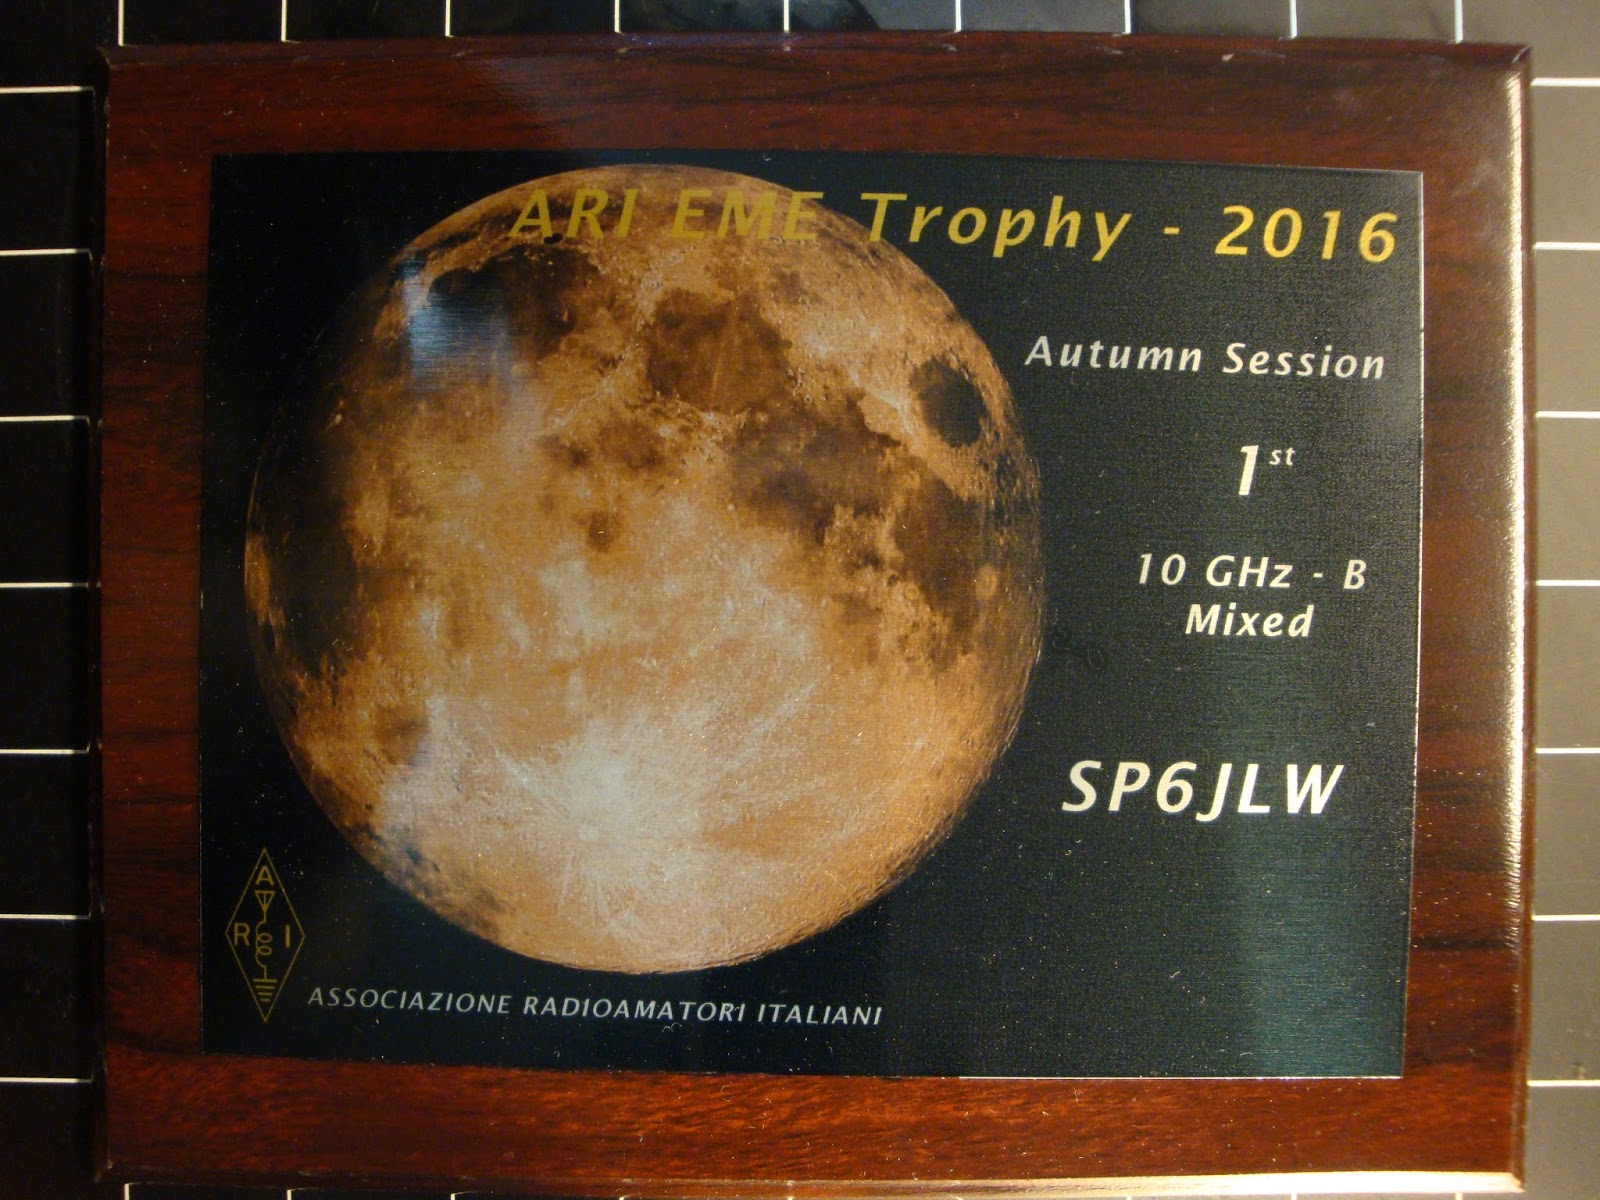 ARI EME Trophy - 2016
Autumn Session
1st
10 GHz - B
Mixed
SP6JLW
A
R I
ASSOCIAZIONE RADIOAMATORI ITALIANI